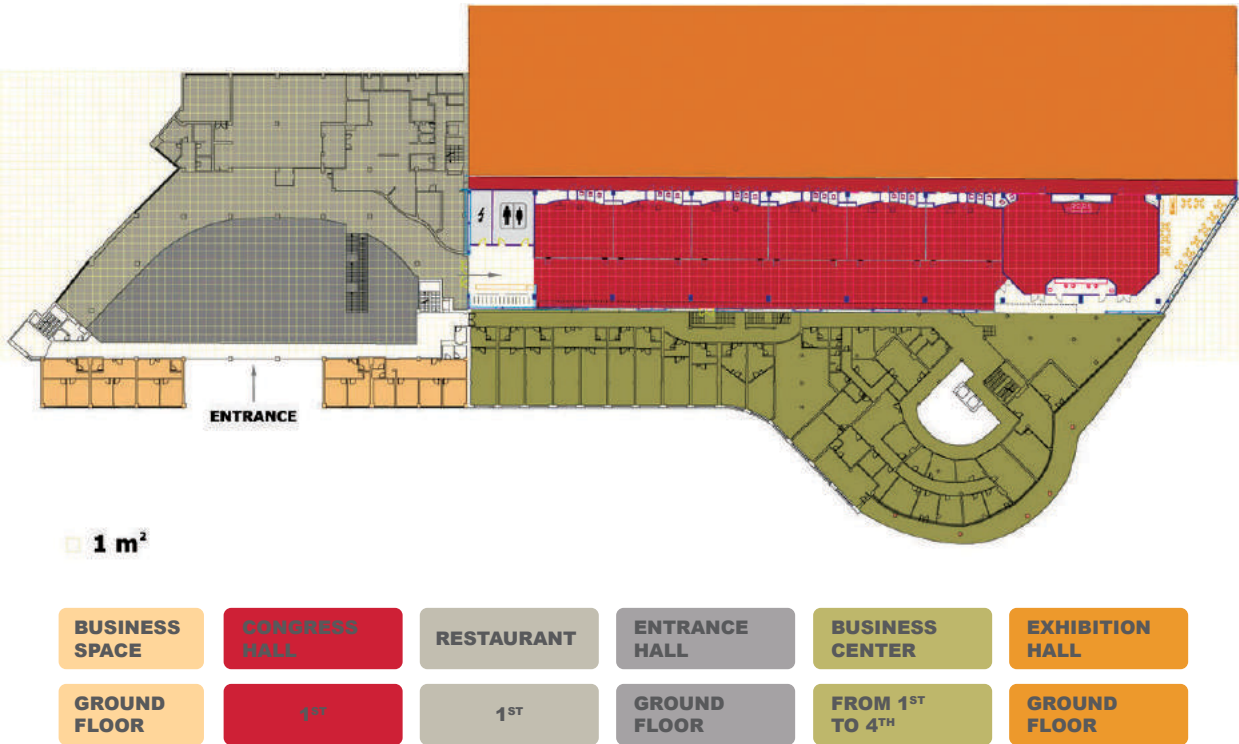 ENTRANCE
1 m²
BUSINESS
SPACE
CONGRESS
HALL
RESTAURANT
ENTRANCE
HALL
BUSINESS
CENTER
EXHIBITION
HALL
GROUND
FLOOR
1ST
1ST
GROUND
FLOOR
FROM 1ST
TO 4TH
GROUND
FLOOR